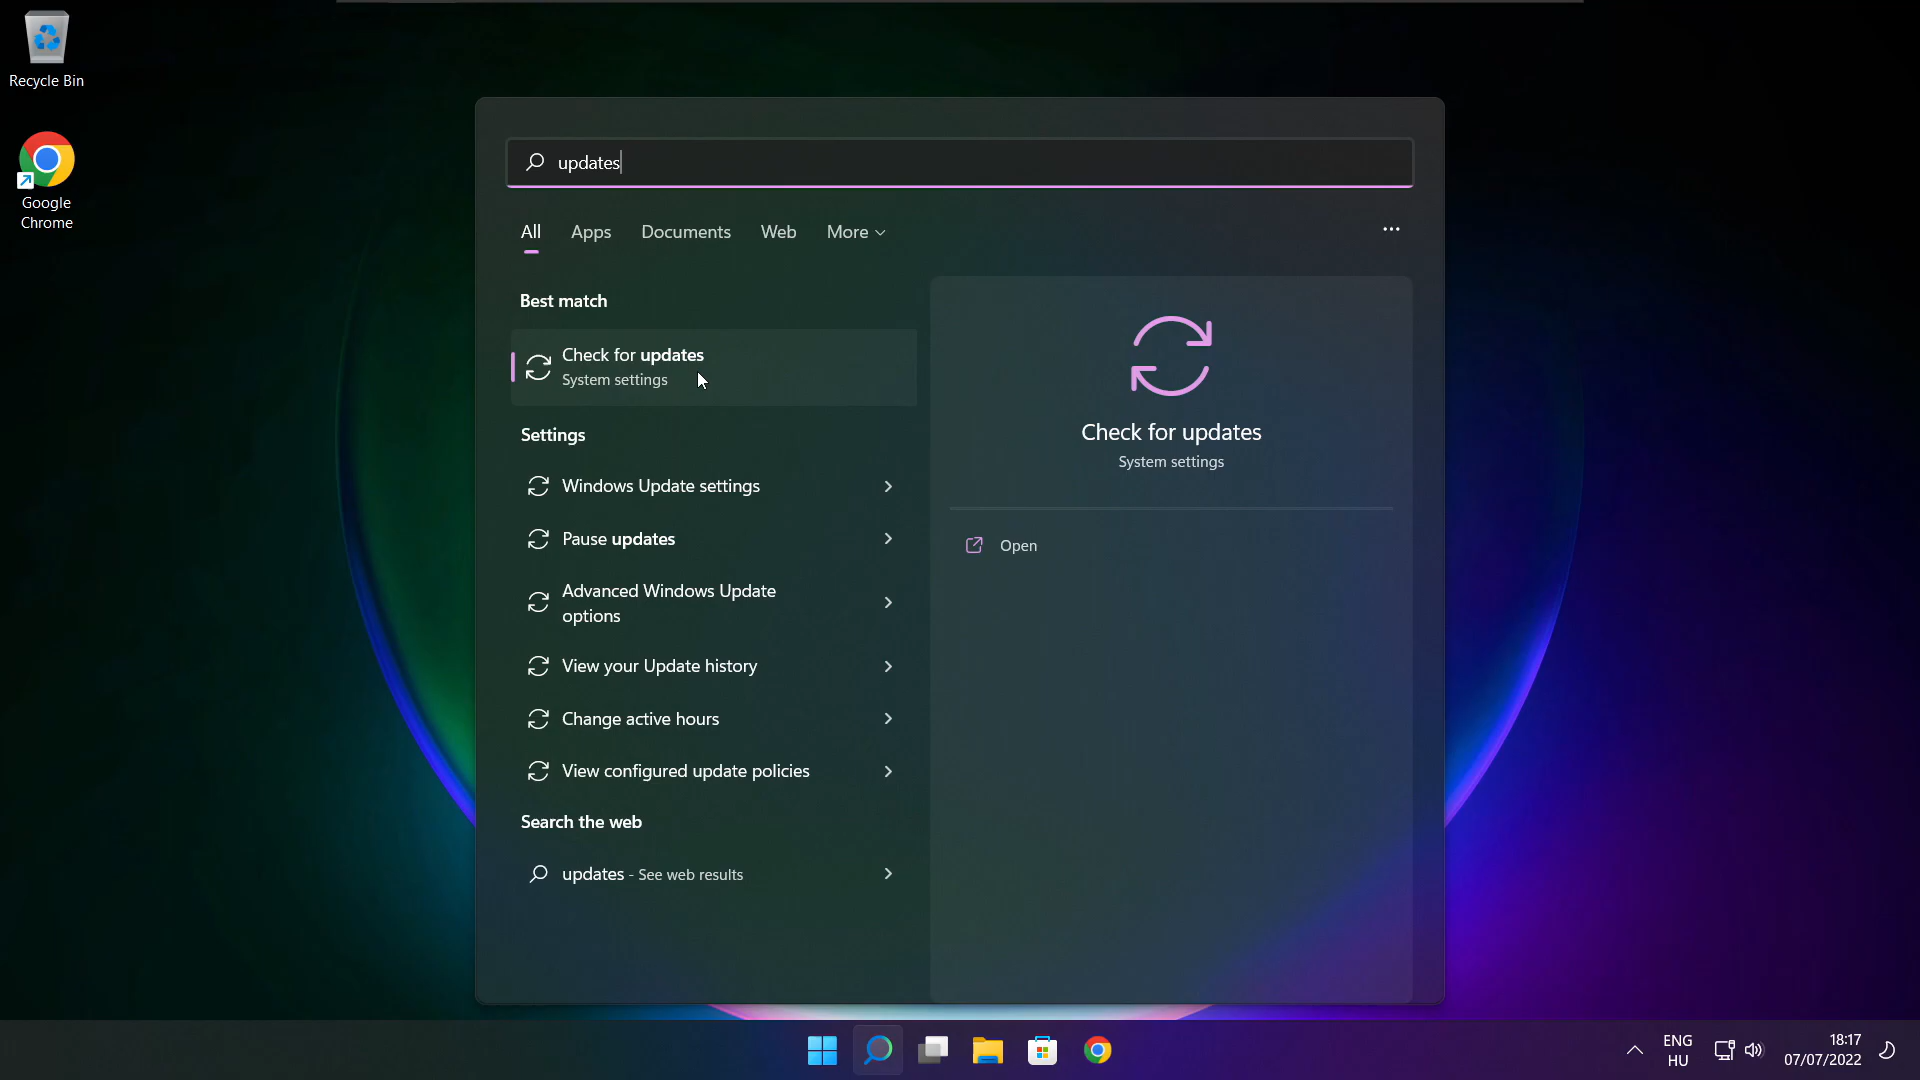 Recycle Bin
Google
Chrome
updates
All Apps Documents Web More
Best match
Check for updates
System settings
Settings
Windows Update settings
Pause updates
Advanced Windows Update
options
View your Update history
Change active hours
View configured update policies
Search the web
updates - See web results
Check for updates
System settings
Open
ENG
HU
18:17
07/07/2022